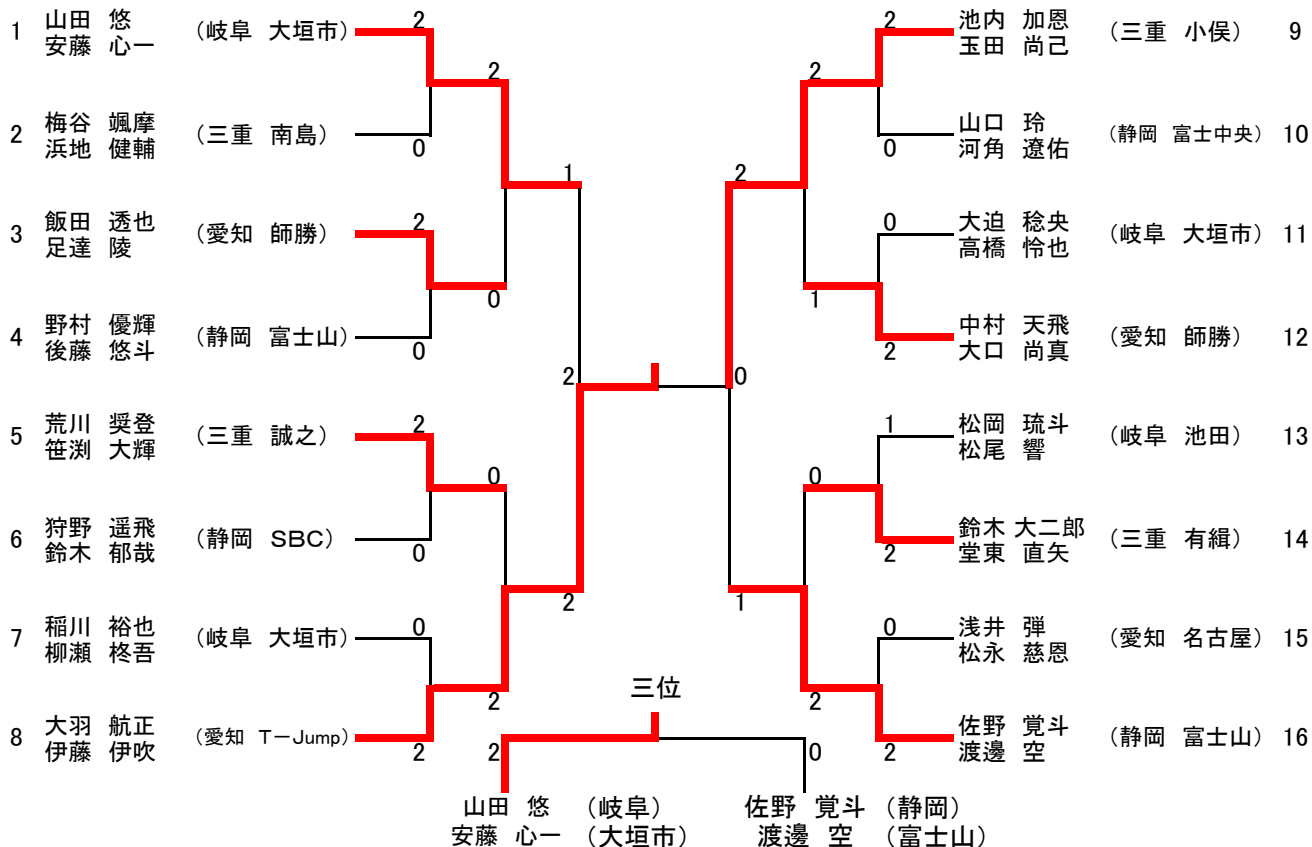 1 山田 悠 (岐阜 大垣市) 2
安藤 心一
2
2 梅谷 颯摩 (三重 南島) 0
浜地 健輔
1
3 飯田 透也 (愛知 師勝) 2
足達 陵
0
4 野村 優輝 (静岡 富士山) 0
後藤 悠斗
2
5 荒川 奨登 (三重 誠之) 2
笹渕 大輝
0
6 狩野 遥飛 (静岡 SBC) 0
鈴木 郁哉
2
7 稲川 裕也 (岐阜 大垣市) 0
柳瀬 柊吾
2
8 大羽 航正 (愛知 T-Jump) 2
伊藤 伊吹
2 池内 加恩 (三重 小俣) 9
玉田 尚己
2
0 山口 玲 (静岡 富士中央) 10
河角 遼佑
2
0 大迫 稔央 (岐阜 大垣市) 11
高橋 怜也
1
2 中村 天飛 (愛知 師勝) 12
大口 尚真
0
1 松岡 琉斗 (岐阜 池田) 13
松尾 響
0
2 鈴木 大二郎 (三重 有緝) 14
堂東 直矢
1
0 浅井 弾 (愛知 名古屋) 15
松永 慈恩
2
2 佐野 覚斗 (静岡 富士山) 16
渡邊 空
三位
2 0
山田 悠 (岐阜) 佐野 覚斗 (静岡)
安藤 心一 (大垣市) 渡邊 空 (富士山)